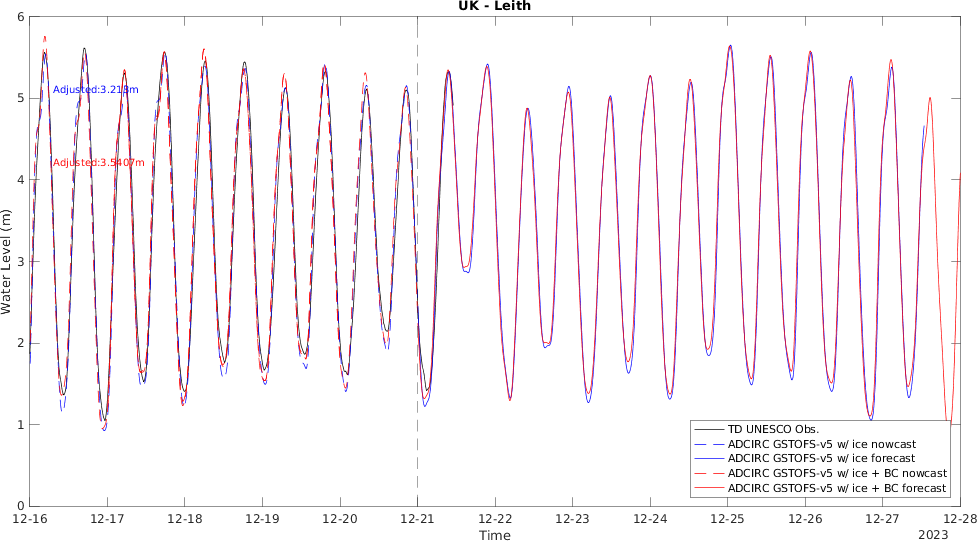 UK - Leith
6
5
4
3
2
1
0
Water Level (m)
Adjusted:3.213m
Adjusted:3.5407m
TD UNESCO Obs.
ADCIRC GSTOFS-v5 w/ ice nowcast
ADCIRC GSTOFS-v5 w/ ice forecast
ADCIRC GSTOFS-v5 w/ ice + BC nowcast
ADCIRC GSTOFS-v5 w/ ice + BC forecast
12-16 12-17 12-18 12-19 12-20 12-21 12-22 12-23 12-24 12-25 12-26 12-27 12-28
Time
2023